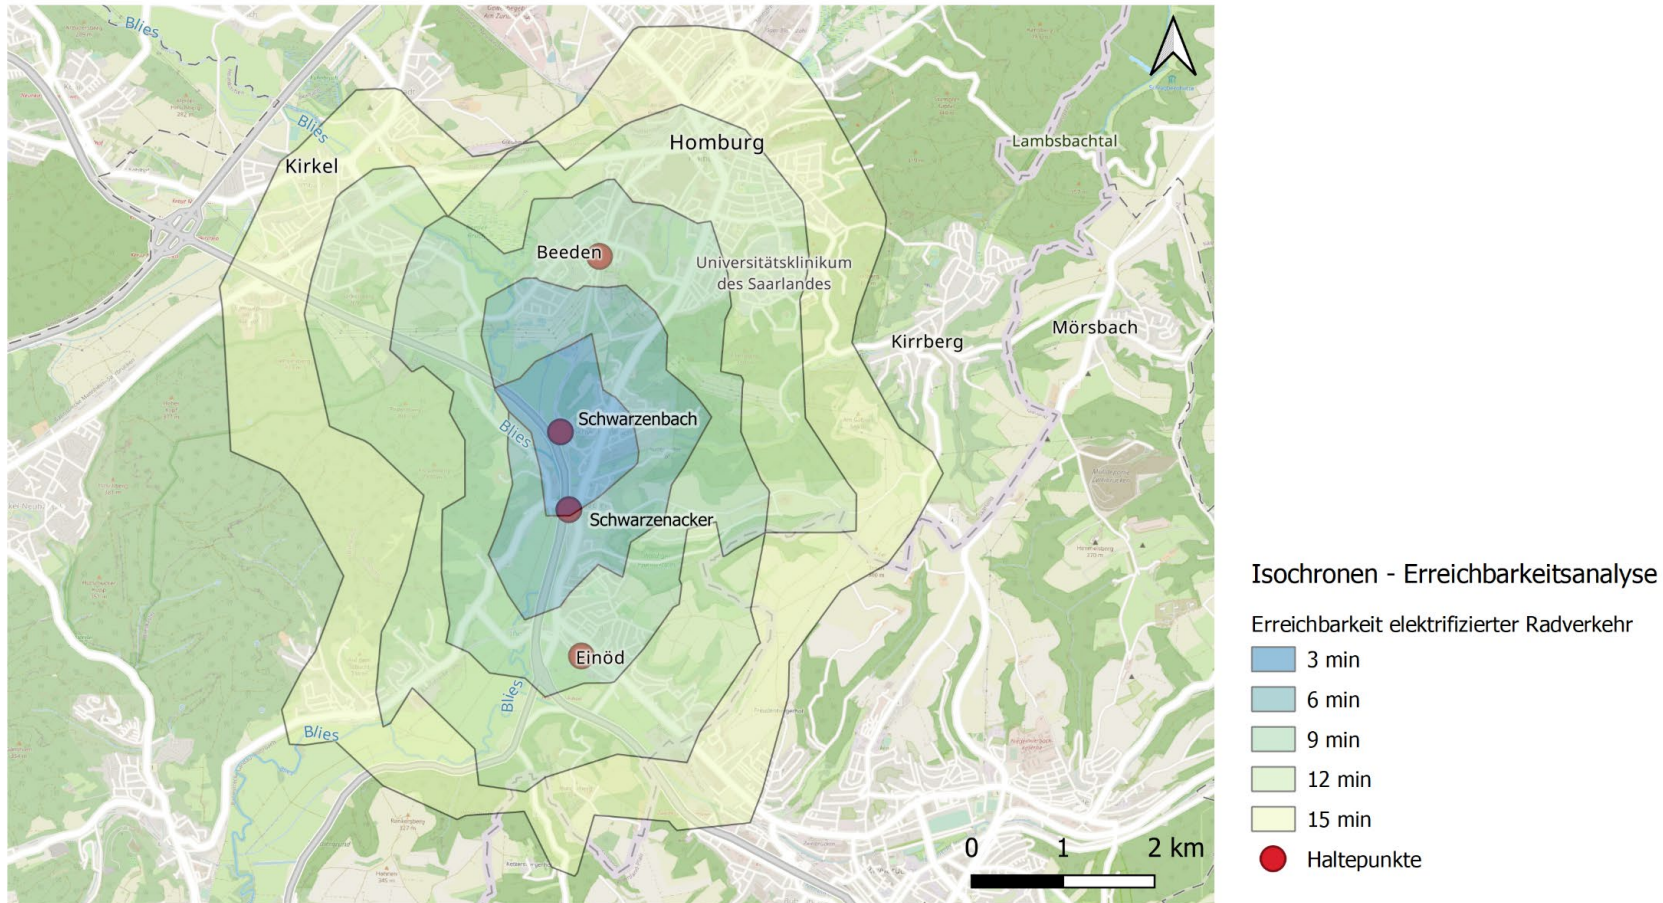 Blies
Blies
Kirkel
Homburg
Lambsbachtal
Beeden
Universitätsklinikum
des Saarlandes
Mörsbach
Kirrberg
Schwarzenbach
Blies
Schwarzenacker
Einöd
Blies
Blies
Isochronen - Erreichbarkeitsanalyse
Erreichbarkeit elektrifizierter Radverkehr
3 min
6 min
9 min
12 min
15 min
Haltepunkte
0 1 2 km